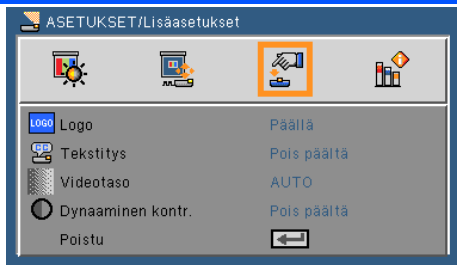 ASETUKSET/Lisäasetukset
LOGO Logo Päällä
Tekstitys Pois päältä
Videotaso AUTO
Dynaaminen kontr. Pois päältä
Poistu